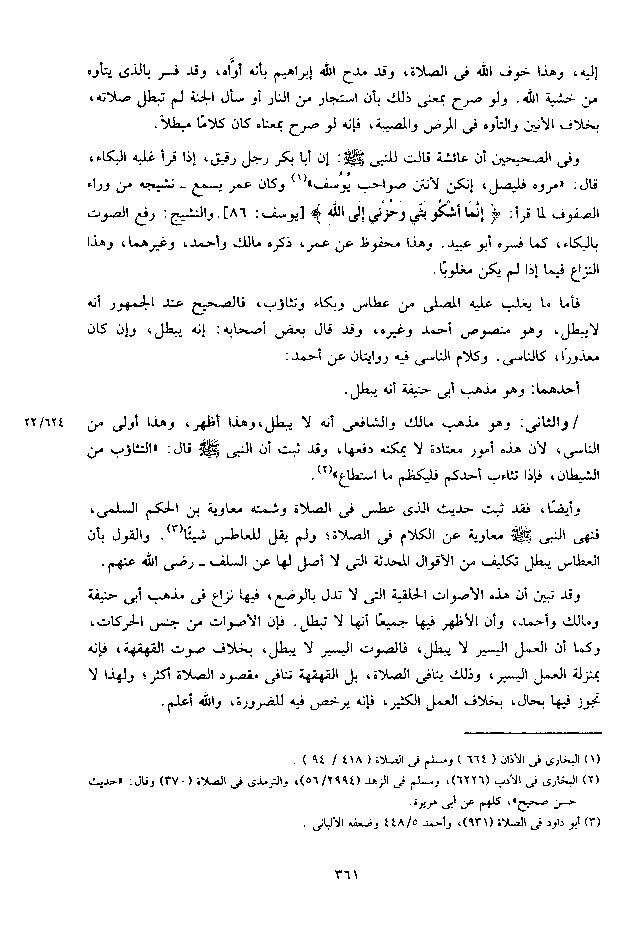 إليه، وهذا خوف الله فى الصلاة، وقد مدح الله إبراهيم بأنه أوَّاه، وقد فسر بالذى يتأوه
من خشية الله. ولو صرح بمعنى ذلك بأن استجار من النار أو سأل الجنة لم تبطل صلاته،
بخلاف الأنين والتأوه فى المرض والمصيبة، فإنه لو صرح بمعناه كان كلامًا مبطلاً.
وفى الصحيحين أن عائشة قالت للنبى ﷺ: إن أبا بكر رجل رقيق، إذا قرأ غلبه البكاء،
قال: «مروه فليصل، إنكن لأنتن صواحب يُوسف»(١) وكان عمر يسمع ـ نشيجه من وراء
الصفوف لما قرأ: ﴿ إِنَّمَا أَشْكُو بَثِّي وَحُزْنِي إِلَى اللَّهِ ﴾ [يوسف: ٨٦]. والنشيج: رفع الصوت
بالبكاء، كما فسره أبو عبيد. وهذا محفوظ عن عمر، ذكره مالك وأحمد، وغيرهما، وهذا
النزاع فيما إذا لم يكن مغلوبًا.
فأما ما يغلب عليه المصلى من عطاس وبكاء وتثاؤب، فالصحيح عند الجمهور أنه
لايبطل، وهو منصوص أحمد وغيره، وقد قال بعض أصحابه: إنه يبطل، وإن كان
معذورًا، كالناسى. وكلام الناسى فيه روايتان عن أحمد:
أحدهما: وهو مذهب أبى حنيفة أنه يبطل.
/ والثانى: وهو مذهب مالك والشافعى أنه لا يبطل،وهذا أظهر، وهذا أولى من
٢٢/٦٢٤
الناسى، لأن هذه أمور معتادة لا يمكنه دفعها، وقد ثبت أن النبى ﷺ قال: «التثاؤب من
الشيطان، فإذا تثاءب أحدكم فليكظم ما استطاع»(٢).
وأيضًا، فقد ثبت حديث الذى عطس فى الصلاة وشمته معاوية بن الحكم السلمى،
فنهى النبى ﷺ معاوية عن الكلام فى الصلاة؛ ولم يقل للعاطس شيئًا(٣). والقول بأن
العطاس يبطل تكليف من الأقوال المحدثة التى لا أصل لها عن السلف ـ رضى الله عنهم.
وقد تبين أن هذه الأصوات الحلقية التى لا تدل بالوضع، فيها نزاع فى مذهب أبى حنيفة
ومالك وأحمد، وأن الأظهر فيها جميعًا أنها لا تبطل. فإن الأصوات من جنس الحركات،
وكما أن العمل اليسير لا يبطل، فالصوت اليسير لا يبطل، بخلاف صوت القهقهة، فإنه
بمنزلة العمل اليسير، وذلك ينافى الصلاة، بل القهقهة تنافى مقصود الصلاة أكثر؛ ولهذا لا
تجوز فيها بحال، بخلاف العمل الكثير، فإنه يرخص فيه للضرورة، والله أعلم.
(١) البخارى فى الأذان ( ٦٦٤ ) ومسلم فى الصلاة ( ٤١٨ / ٩٤ ) .
(٢) البخارى فى الأدب (٦٢٢٦)، ومسلم فى الزهد (٥٦/٢٩٩٤)، والترمذى فى الصلاة (٣٧٠) وقال: «حديث
حسن صحيح»، كلهم عن أبى هريرة.
(٣) أبو داود فى الصلاة (٩٣١)، وأحمد ٤٤٨/٥ وضعفه الألبانى .
٣٦١